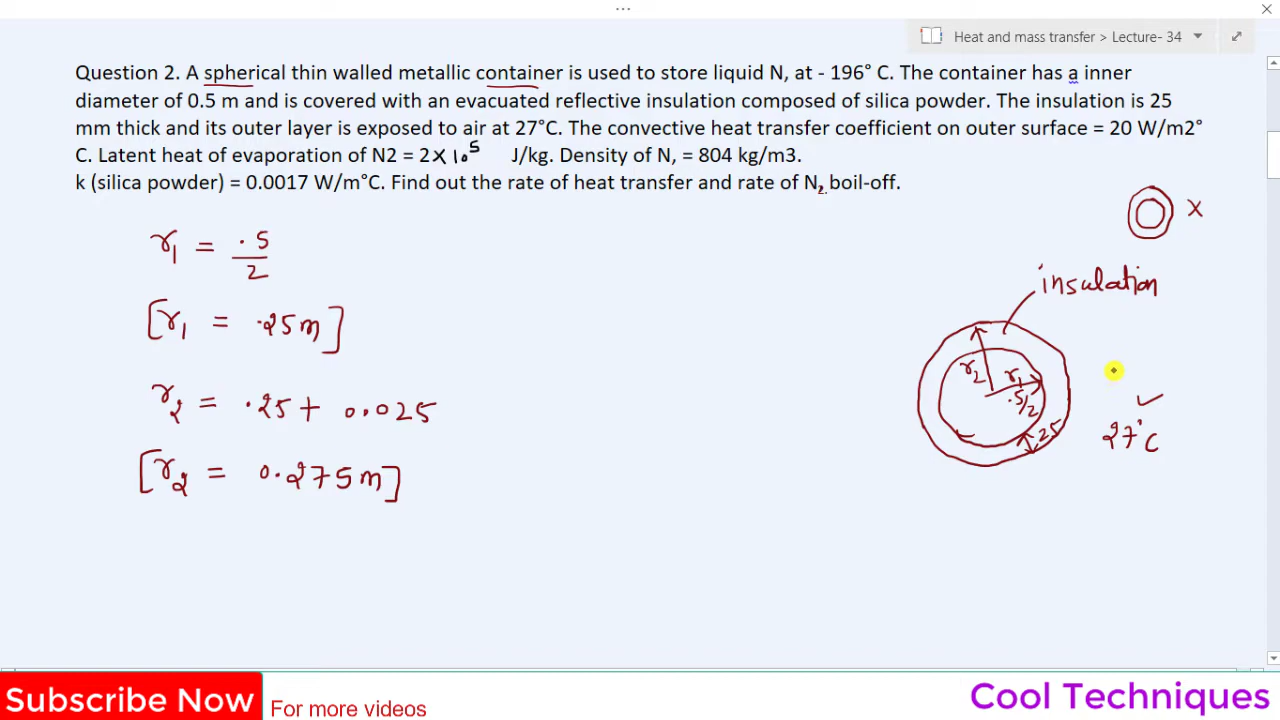 ...
Heat and mass transfer > Lecture- 34
Question 2. A spherical thin walled metallic container is used to store liquid N, at - 196° C. The container has a inner
diameter of 0.5 m and is covered with an evacuated reflective insulation composed of silica powder. The insulation is 25
mm thick and its outer layer is exposed to air at 27°C. The convective heat transfer coefficient on outer surface = 20 W/m2°
C. Latent heat of evaporation of N2 = 2×10⁵ J/kg. Density of N, = 804 kg/m3.
k (silica powder) = 0.0017 W/m°C. Find out the rate of heat transfer and rate of N₂ boil-off.
r₁ = .5/2
[r₁ = .25m]
r₂ = .25 + 0.025
[r₂ = 0.275m]
x
insulation
r₂
r₁
.5/2
25
27°C
Subscribe Now
For more videos
Cool Techniques